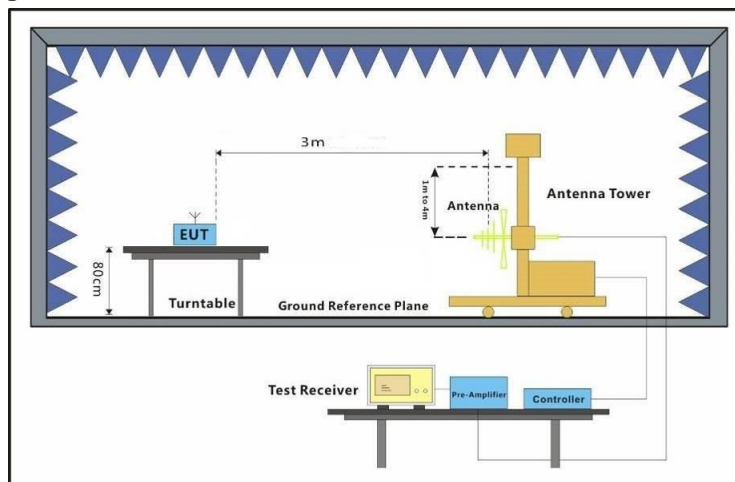 3m
1m to 4m
Antenna
Antenna Tower
EUT
80cm
Turntable
Ground Reference Plane
Test Receiver
Pre-Amplifier
Controller